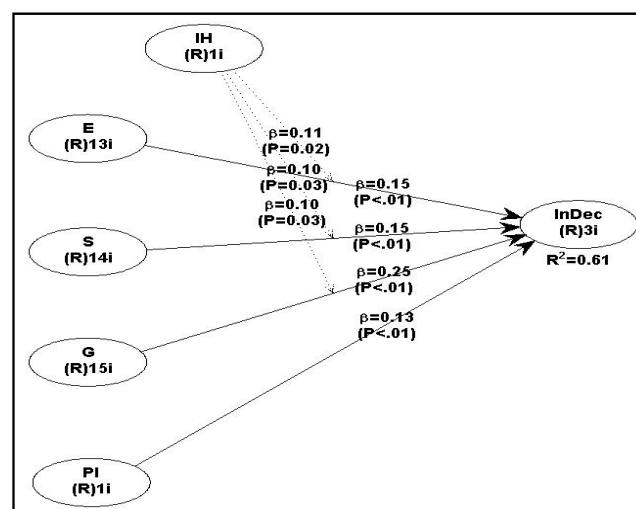 IH
(R)1i
E
(R)13i
β=0.11
(P=0.02)
β=0.10
(P=0.03)
β=0.10
(P=0.03)
β=0.15
(P<.01)
InDec
(R)3i
R²=0.61
S
(R)14i
β=0.15
(P<.01)
β=0.25
(P<.01)
β=0.13
(P<.01)
G
(R)15i
PI
(R)1i